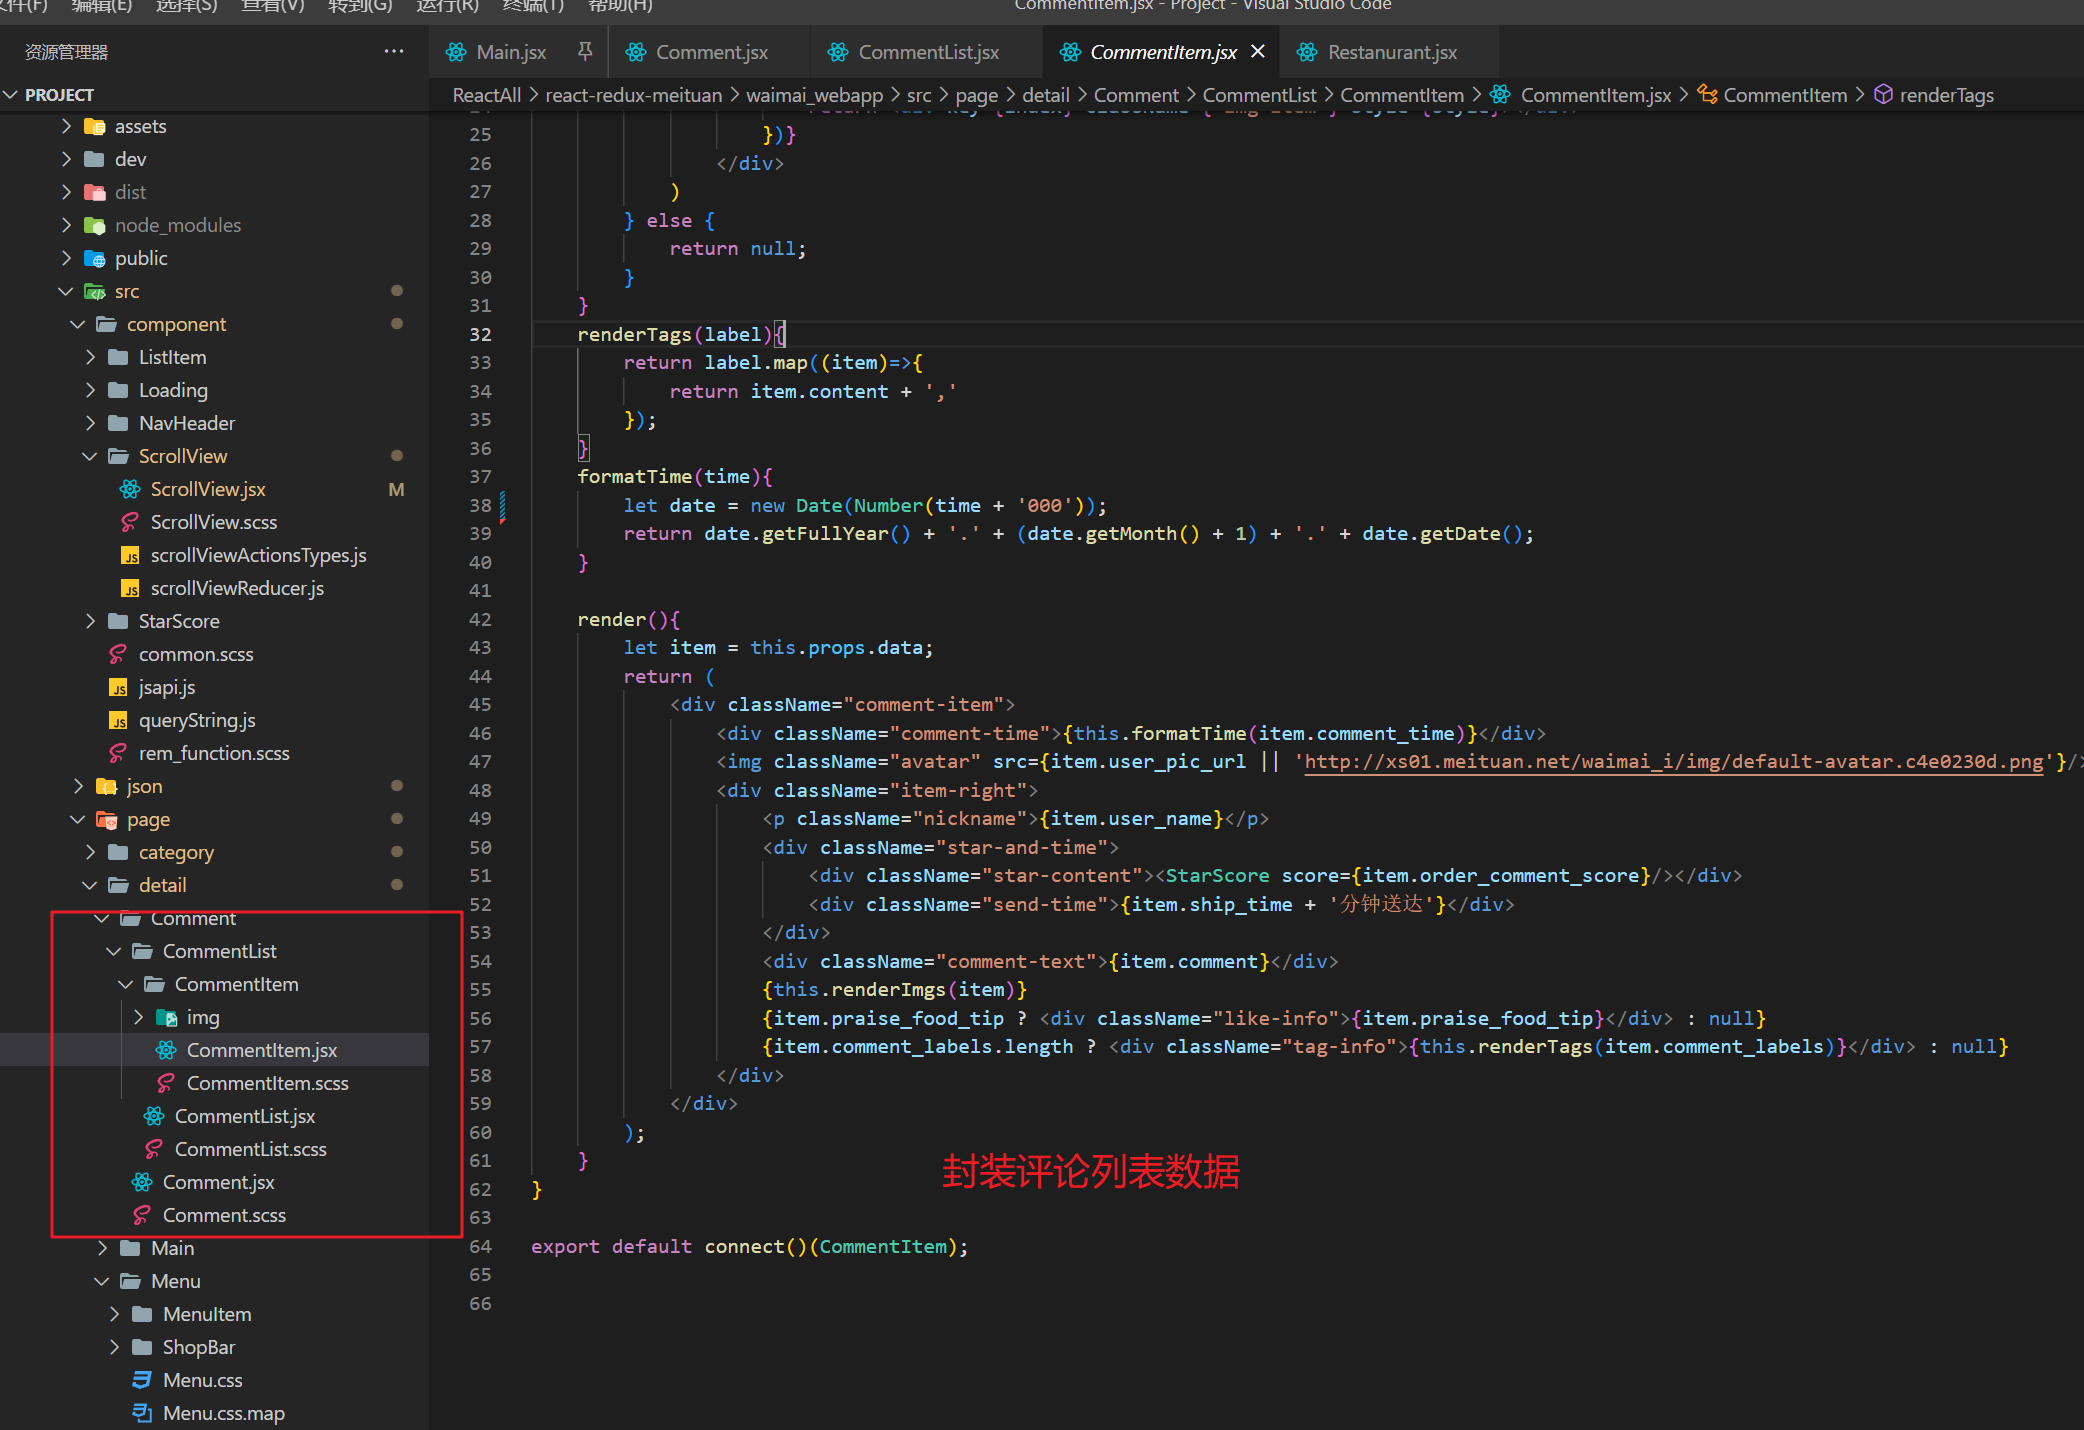 文件(F) 编辑(E) 选择(S) 查看(V) 转到(G) 运行(R) 终端(T) 帮助(H) CommentItem.jsx - Project - Visual Studio Code
资源管理器 ···
PROJECT
assets
dev
dist
node_modules
public
src
component
ListItem
Loading
NavHeader
ScrollView
ScrollView.jsx M
ScrollView.scss
scrollViewActionsTypes.js
scrollViewReducer.js
StarScore
common.scss
jsapi.js
queryString.js
rem_function.scss
json
page
category
detail
Comment
CommentList
CommentItem
img
CommentItem.jsx
CommentItem.scss
CommentList.jsx
CommentList.scss
Comment.jsx
Comment.scss
Main
Menu
MenuItem
ShopBar
Menu.css
Menu.css.map
Main.jsx Comment.jsx CommentList.jsx CommentItem.jsx Restanurant.jsx
ReactAll > react-redux-meituan > waimai_webapp > src > page > detail > Comment > CommentList > CommentItem > CommentItem.jsx > CommentItem > renderTags
25 })}
26 </div>
27 )
28 } else {
29 return null;
30 }
31 }
32 renderTags(label){
33 return label.map((item)=>{
34 return item.content + ','
35 });
36 }
37 formatTime(time){
38 let date = new Date(Number(time + '000'));
39 return date.getFullYear() + '.' + (date.getMonth() + 1) + '.' + date.getDate();
40 }
41
42 render(){
43 let item = this.props.data;
44 return (
45 <div className="comment-item">
46 <div className="comment-time">{this.formatTime(item.comment_time)}</div>
47 <img className="avatar" src={item.user_pic_url || 'http://xs01.meituan.net/waimai_i/img/default-avatar.c4e0230d.png'}/>
48 <div className="item-right">
49 <p className="nickname">{item.user_name}</p>
50 <div className="star-and-time">
51 <div className="star-content"><StarScore score={item.order_comment_score}/></div>
52 <div className="send-time">{item.ship_time + '分钟送达'}</div>
53 </div>
54 <div className="comment-text">{item.comment}</div>
55 {this.renderImgs(item)}
56 {item.praise_food_tip ? <div className="like-info">{item.praise_food_tip}</div> : null}
57 {item.comment_labels.length ? <div className="tag-info">{this.renderTags(item.comment_labels)}</div> : null}
58 </div>
59 </div>
60 );
61 }
62 }
63
64 export default connect()(CommentItem);
65
66
封装评论列表数据